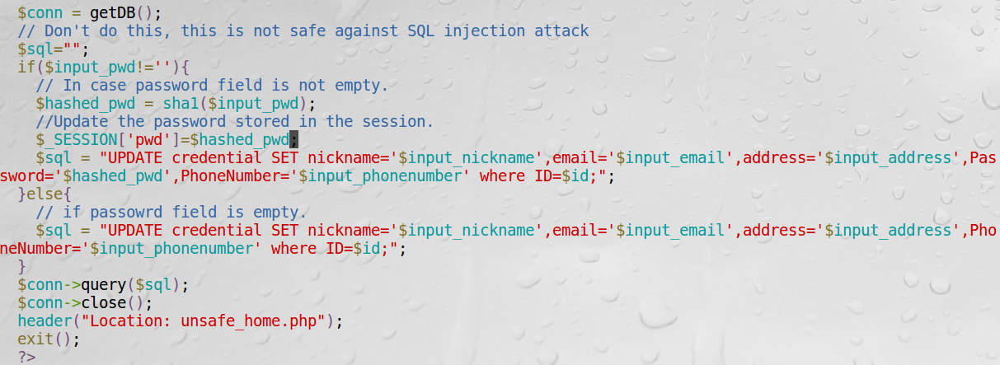 $conn = getDB();
// Don't do this, this is not safe against SQL injection attack
$sql="";
if($input_pwd!=''){
// In case password field is not empty.
$hashed_pwd = sha1($input_pwd);
//Update the password stored in the session.
$_SESSION['pwd']=$hashed_pwd;
$sql = "UPDATE credential SET nickname='$input_nickname',email='$input_email',address='$input_address',Pas
sword='$hashed_pwd',PhoneNumber='$input_phonenumber' where ID=$id;";
}else{
// if passowrd field is empty.
$sql = "UPDATE credential SET nickname='$input_nickname',email='$input_email',address='$input_address',Pho
neNumber='$input_phonenumber' where ID=$id;";
}
$conn->query($sql);
$conn->close();
header("Location: unsafe_home.php");
exit();
?>